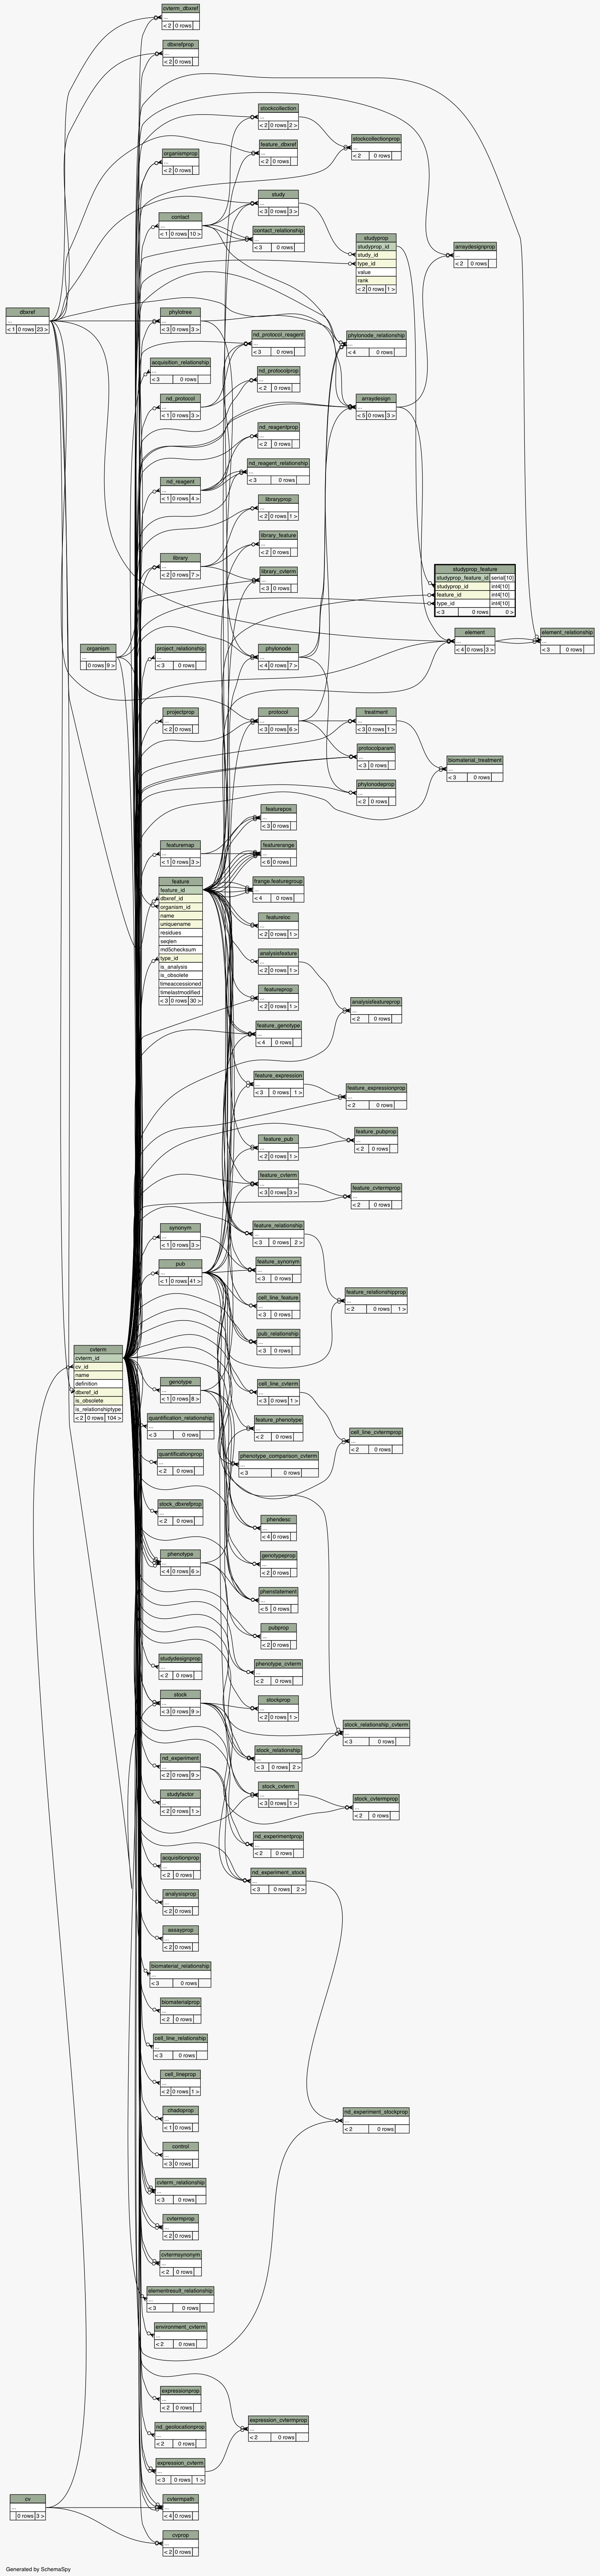 cvterm_dbxref
...
< 2 0 rows
dbxrefprop
...
< 2 0 rows
stockcollection
...
< 2 0 rows 2 >
stockcollectionprop
...
< 2 0 rows
feature_dbxref
...
< 2 0 rows
organismprop
...
< 2 0 rows
study
...
< 3 0 rows 3 >
contact
...
< 1 0 rows 10 >
contact_relationship
...
< 3 0 rows
studyprop
studyprop_id
study_id
type_id
value
rank
< 2 0 rows 1 >
arraydesignprop
...
< 2 0 rows
dbxref
...
< 1 0 rows 23 >
phylotree
...
< 3 0 rows 3 >
nd_protocol_reagent
...
< 3 0 rows
phylonode_relationship
...
< 4 0 rows
acquisition_relationship
...
< 3 0 rows
nd_protocolprop
...
< 2 0 rows
nd_protocol
...
< 1 0 rows 3 >
arraydesign
...
< 5 0 rows 3 >
nd_reagentprop
...
< 2 0 rows
nd_reagent_relationship
...
< 3 0 rows
nd_reagent
...
< 1 0 rows 4 >
libraryprop
...
< 2 0 rows 1 >
library_feature
...
< 2 0 rows
library
...
< 2 0 rows 7 >
library_cvterm
...
< 3 0 rows
studyprop_feature
studyprop_feature_id serial[10]
studyprop_id int4[10]
feature_id int4[10]
type_id int4[10]
< 3 0 rows 0 >
element
...
< 4 0 rows 3 >
element_relationship
...
< 3 0 rows
organism
...
0 rows 9 >
project_relationship
...
< 3 0 rows
phylonode
...
< 4 0 rows 7 >
projectprop
...
< 2 0 rows
protocol
...
< 3 0 rows 6 >
treatment
...
< 3 0 rows 1 >
protocolparam
...
< 3 0 rows
biomaterial_treatment
...
< 3 0 rows
phylonodeprop
...
< 2 0 rows
featurepos
...
< 3 0 rows
featuremap
...
< 1 0 rows 3 >
featurerange
...
< 6 0 rows
feature
feature_id
dbxref_id
organism_id
name
uniquename
residues
seqlen
md5checksum
type_id
is_analysis
is_obsolete
timeaccessioned
timelastmodified
< 3 0 rows 30 >
frange.featuregroup
...
< 4 0 rows
featureloc
...
< 2 0 rows 1 >
analysisfeature
...
< 2 0 rows 1 >
featureprop
...
< 2 0 rows 1 >
analysisfeatureprop
...
< 2 0 rows
feature_genotype
...
< 4 0 rows
feature_expression
...
< 3 0 rows 1 >
feature_expressionprop
...
< 2 0 rows
feature_pub
...
< 2 0 rows 1 >
feature_pubprop
...
< 2 0 rows
feature_cvterm
...
< 3 0 rows 3 >
feature_cvtermprop
...
< 2 0 rows
synonym
...
< 1 0 rows 3 >
feature_relationship
...
< 3 0 rows 2 >
pub
...
< 1 0 rows 41 >
feature_synonym
...
< 3 0 rows
cell_line_feature
...
< 3 0 rows
feature_relationshipprop
...
< 2 0 rows 1 >
pub_relationship
...
< 3 0 rows
cvterm
cvterm_id
cv_id
name
definition
dbxref_id
is_obsolete
is_relationshiptype
< 2 0 rows 104 >
genotype
...
< 1 0 rows 8 >
cell_line_cvterm
...
< 3 0 rows 1 >
quantification_relationship
...
< 3 0 rows
feature_phenotype
...
< 2 0 rows
cell_line_cvtermprop
...
< 2 0 rows
quantificationprop
...
< 2 0 rows
phenotype_comparison_cvterm
...
< 3 0 rows
stock_dbxrefprop
...
< 2 0 rows
phendesc
...
< 4 0 rows
phenotype
...
< 4 0 rows 6 >
genotypeprop
...
< 2 0 rows
phenstatement
...
< 5 0 rows
pubprop
...
< 2 0 rows
studydesignprop
...
< 2 0 rows
phenotype_cvterm
...
< 2 0 rows
stock
...
< 3 0 rows 9 >
stockprop
...
< 2 0 rows 1 >
stock_relationship_cvterm
...
< 3 0 rows
stock_relationship
...
< 3 0 rows 2 >
nd_experiment
...
< 2 0 rows 9 >
stock_cvterm
...
< 3 0 rows 1 >
studyfactor
...
< 2 0 rows 1 >
stock_cvtermprop
...
< 2 0 rows
nd_experimentprop
...
< 2 0 rows
acquisitionprop
...
< 2 0 rows
nd_experiment_stock
...
< 3 0 rows 2 >
analysisprop
...
< 2 0 rows
assayprop
...
< 2 0 rows
biomaterial_relationship
...
< 3 0 rows
biomaterialprop
...
< 2 0 rows
cell_line_relationship
...
< 3 0 rows
cell_lineprop
...
< 2 0 rows 1 >
chadoprop
...
< 1 0 rows
nd_experiment_stockprop
...
< 2 0 rows
control
...
< 3 0 rows
cvterm_relationship
...
< 3 0 rows
cvtermprop
...
< 2 0 rows
cvtermsynonym
...
< 2 0 rows
elementresult_relationship
...
< 3 0 rows
environment_cvterm
...
< 2 0 rows
expressionprop
...
< 2 0 rows
nd_geolocationprop
...
< 2 0 rows
expression_cvtermprop
...
< 2 0 rows
expression_cvterm
...
< 3 0 rows 1 >
cv
...
0 rows 3 >
cvtermpath
...
< 4 0 rows
cvprop
...
< 2 0 rows
Generated by SchemaSpy